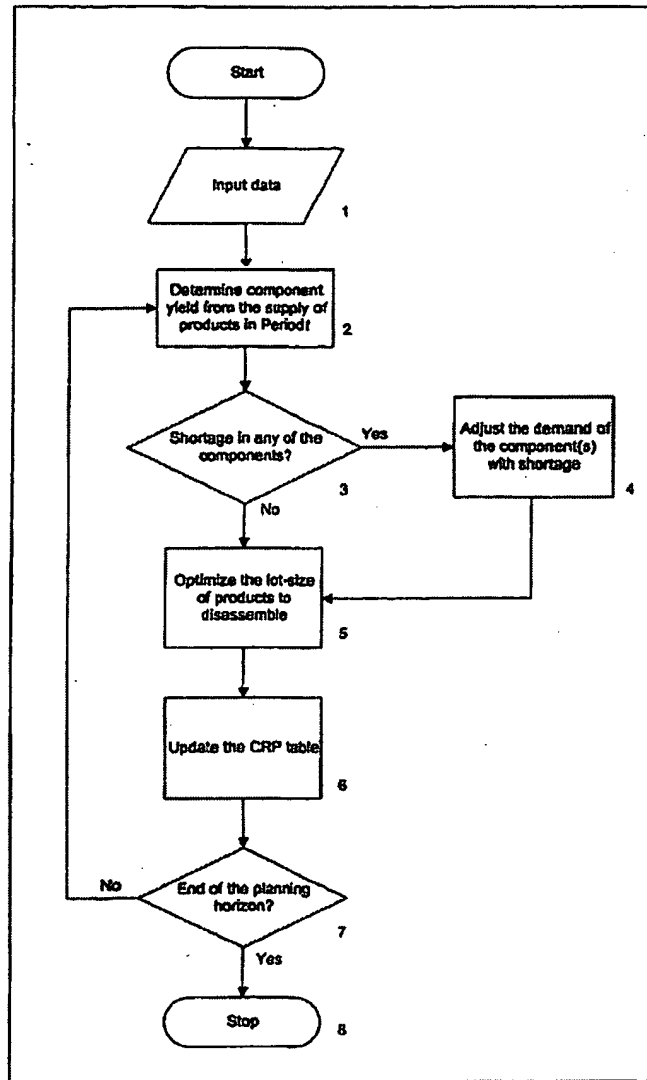 Start
Input data
1
Determine component
yield from the supply of
products in Period t
2
Shortage in any of the
components?
3
Yes
Adjust the demand of
the component(s)
with shortage
4
No
Optimize the lot-size
of products to
disassemble
5
Update the CRP table
6
No
End of the planning
horizon?
7
Yes
Stop
8